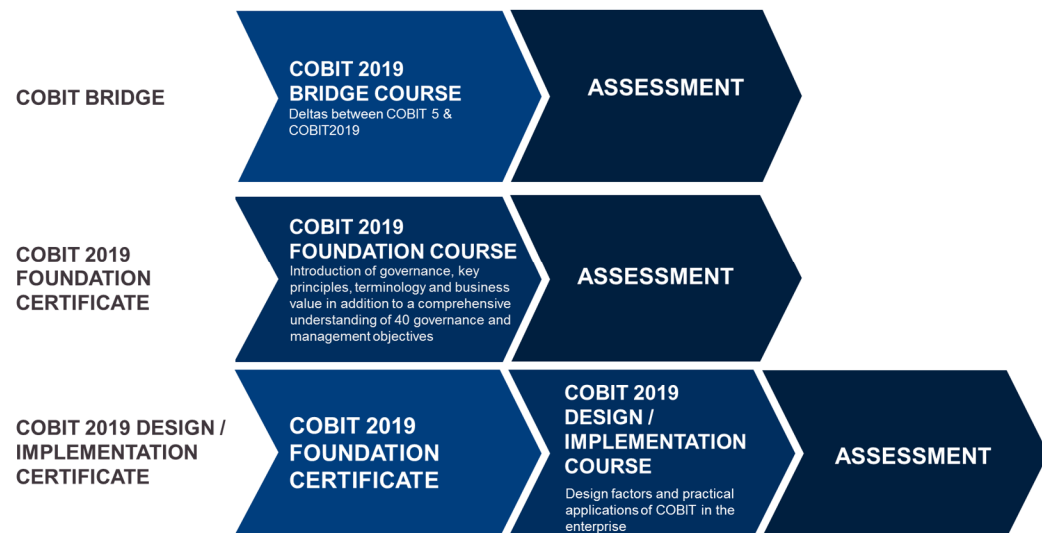 COBIT BRIDGE
COBIT 2019
BRIDGE COURSE
Deltas between COBIT 5 &
COBIT2019
ASSESSMENT
COBIT 2019
FOUNDATION
CERTIFICATE
COBIT 2019
FOUNDATION COURSE
Introduction of governance, key
principles, terminology and business
value in addition to a comprehensive
understanding of 40 governance and
management objectives
ASSESSMENT
COBIT 2019 DESIGN /
IMPLEMENTATION
CERTIFICATE
COBIT 2019
FOUNDATION
CERTIFICATE
COBIT 2019
DESIGN /
IMPLEMENTATION
COURSE
Design factors and practical
applications of COBIT in the
enterprise
ASSESSMENT